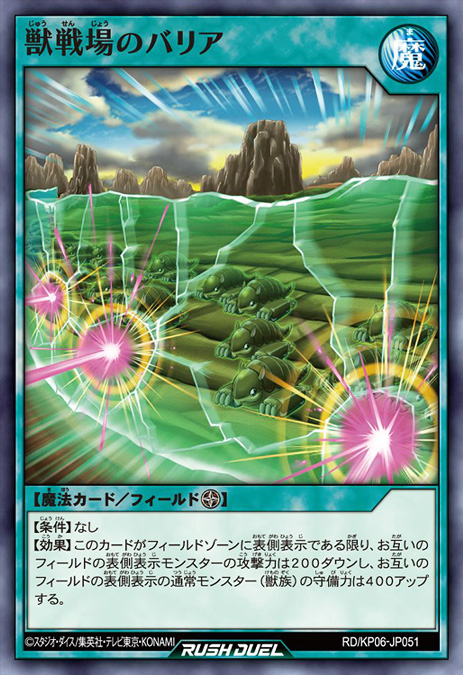 獣戦場のバリア
魔
【魔法カード／フィールド】
【条件】なし
【効果】このカードがフィールドゾーンに表側表示である限り、お互いの
フィールドの表側表示モンスターの攻撃力は200ダウンし、お互いの
フィールドの表側表示の通常モンスター（獣族）の守備力は400アップ
する。
©スタジオ・ダイス/集英社・テレビ東京・KONAMI
RUSH DUEL
RD/KP06-JP051